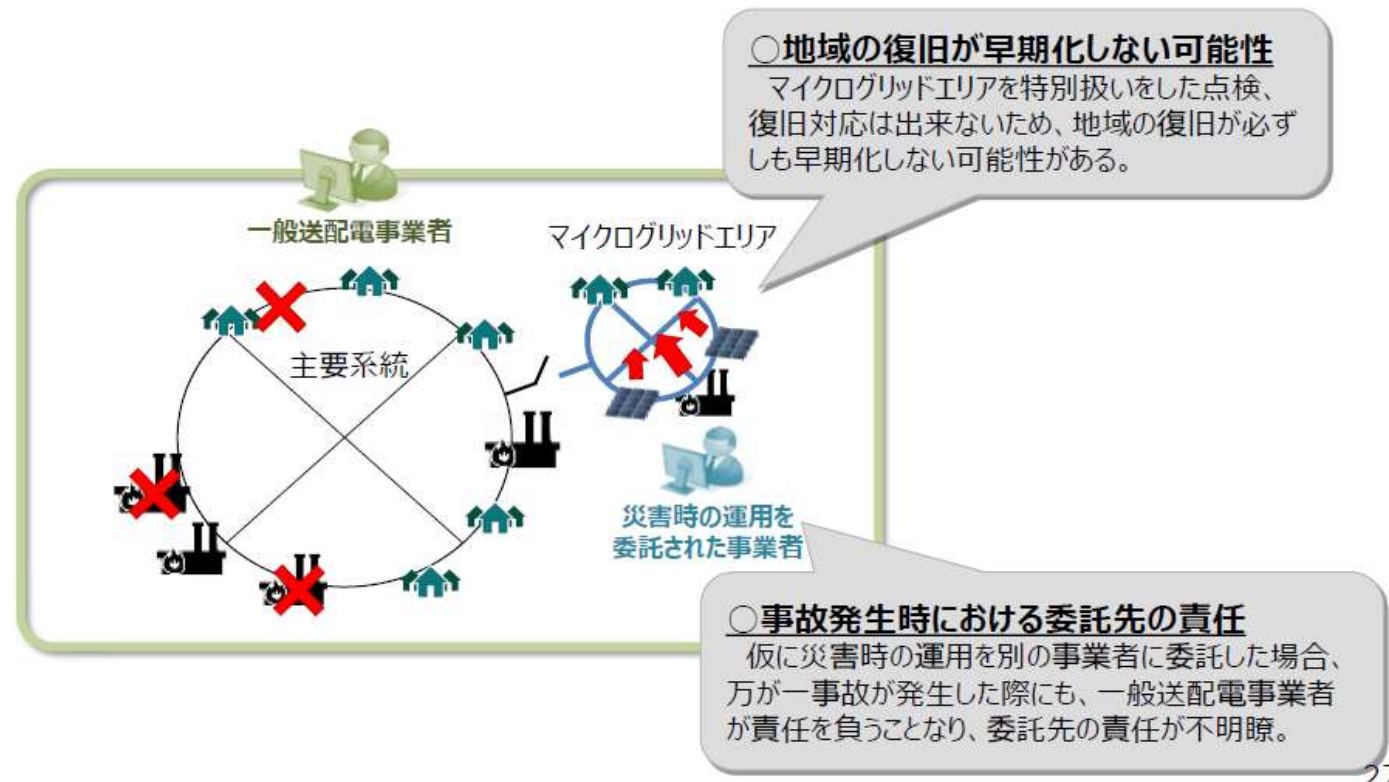 ○地域の復旧が早期化しない可能性
マイクログリッドエリアを特別扱いをした点検、
復旧対応は出来ないため、地域の復旧が必ず
しも早期化しない可能性がある。
一般送配電事業者
マイクログリッドエリア
主要系統
災害時の運用を
委託された事業者
○事故発生時における委託先の責任
仮に災害時の運用を別の事業者に委託した場合、
万が一事故が発生した際にも、一般送配電事業者
が責任を負うことなり、委託先の責任が不明瞭。